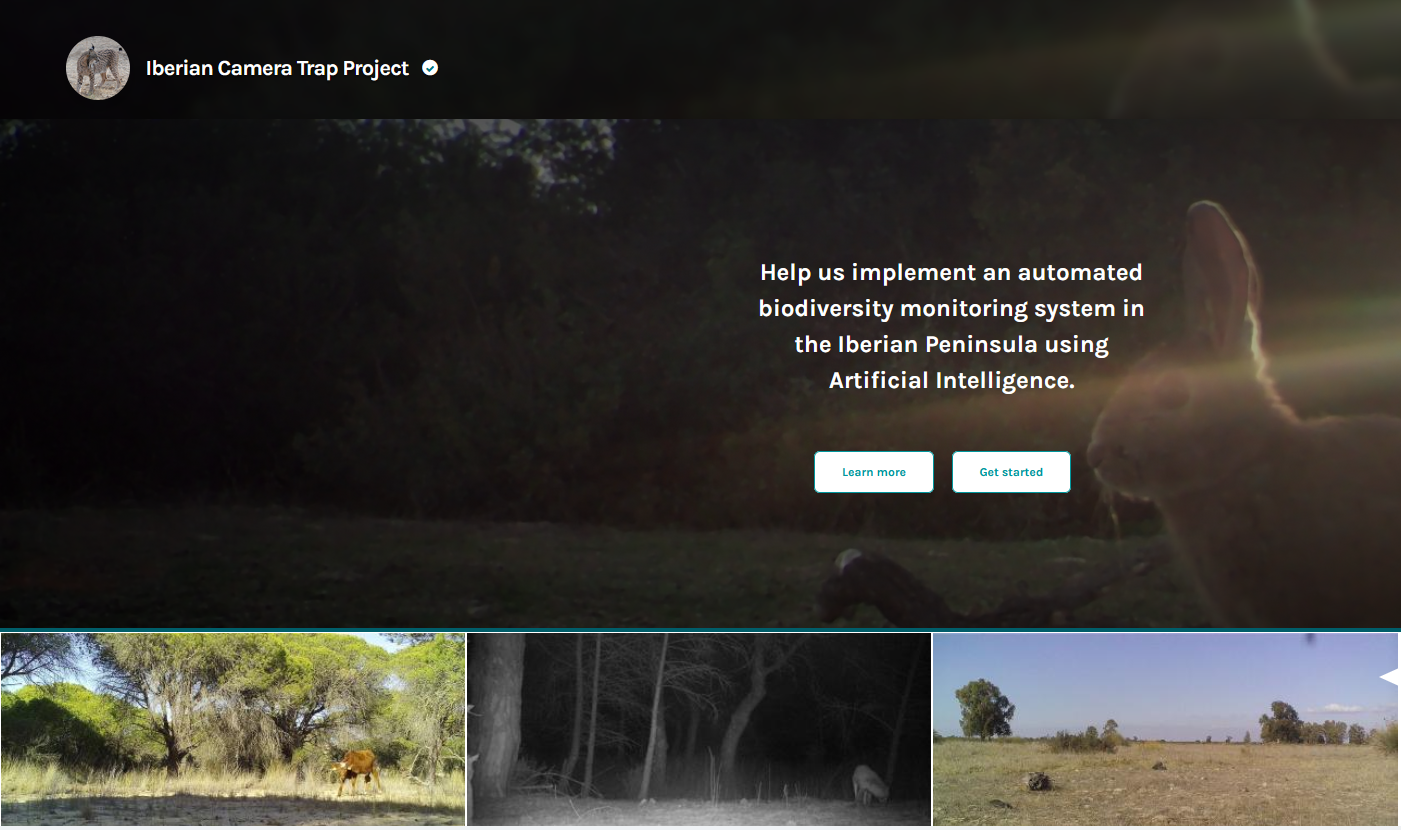 Iberian Camera Trap Project
Help us implement an automated
biodiversity monitoring system in
the Iberian Peninsula using
Artificial Intelligence.
Learn more
Get started